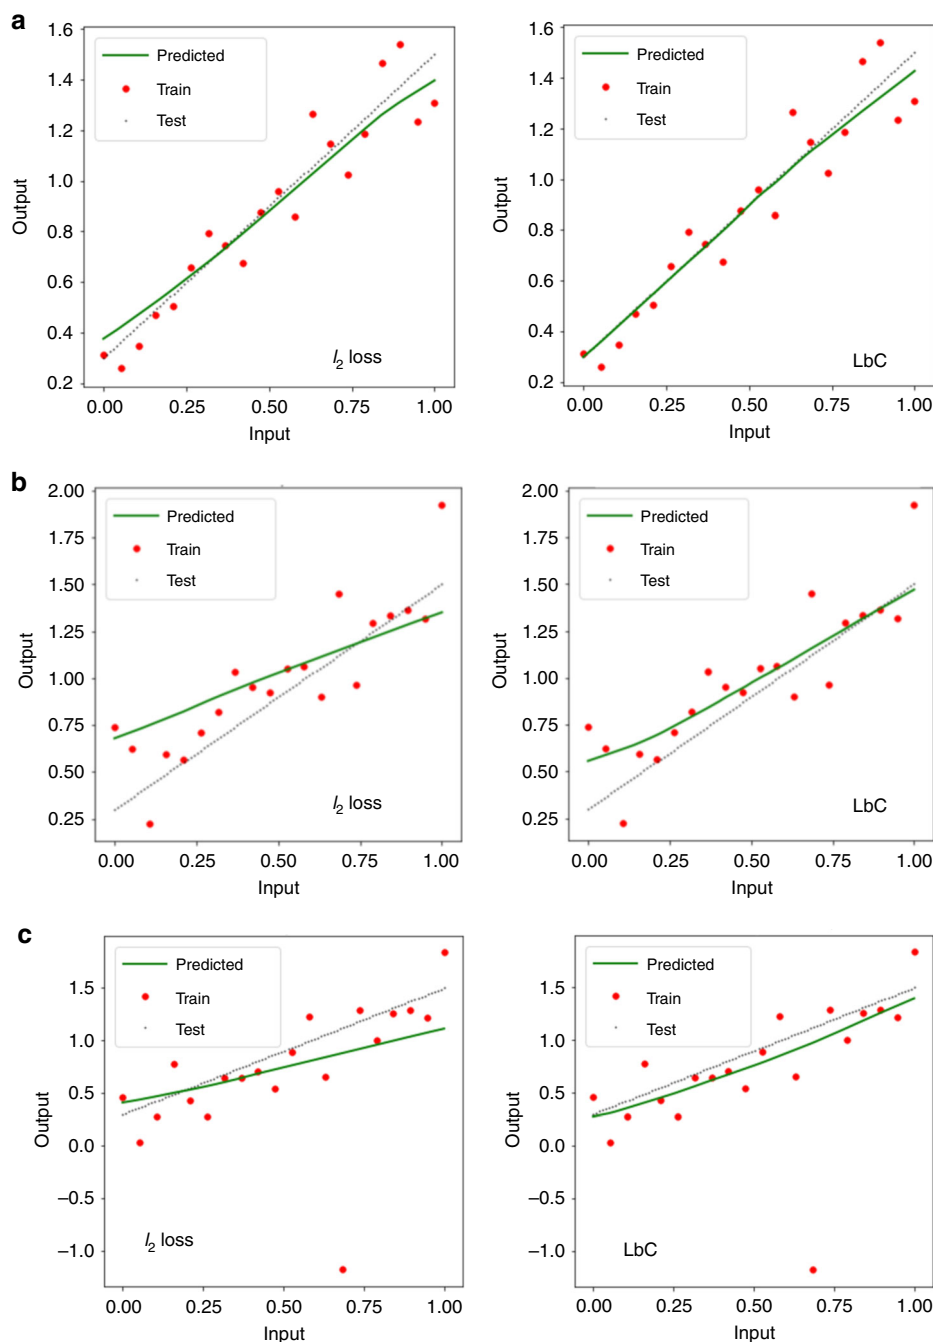 a
1.6
1.4
1.2
1.0
0.8
0.6
0.4
0.2
Output
Predicted
Train
Test
l2 loss
0.00
0.25
0.50
0.75
1.00
Input
1.6
1.4
1.2
1.0
0.8
0.6
0.4
0.2
Output
Predicted
Train
Test
LbC
0.00
0.25
0.50
0.75
1.00
Input
b
2.00
1.75
1.50
1.25
1.00
0.75
0.50
0.25
Output
Predicted
Train
Test
l2 loss
0.00
0.25
0.50
0.75
1.00
Input
2.00
1.75
1.50
1.25
1.00
0.75
0.50
0.25
Output
Predicted
Train
Test
LbC
0.00
0.25
0.50
0.75
1.00
Input
c
1.5
1.0
0.5
0.0
−0.5
−1.0
Output
Predicted
Train
Test
l2 loss
0.00
0.25
0.50
0.75
1.00
Input
1.5
1.0
0.5
0.0
−0.5
−1.0
Output
Predicted
Train
Test
LbC
0.00
0.25
0.50
0.75
1.00
Input